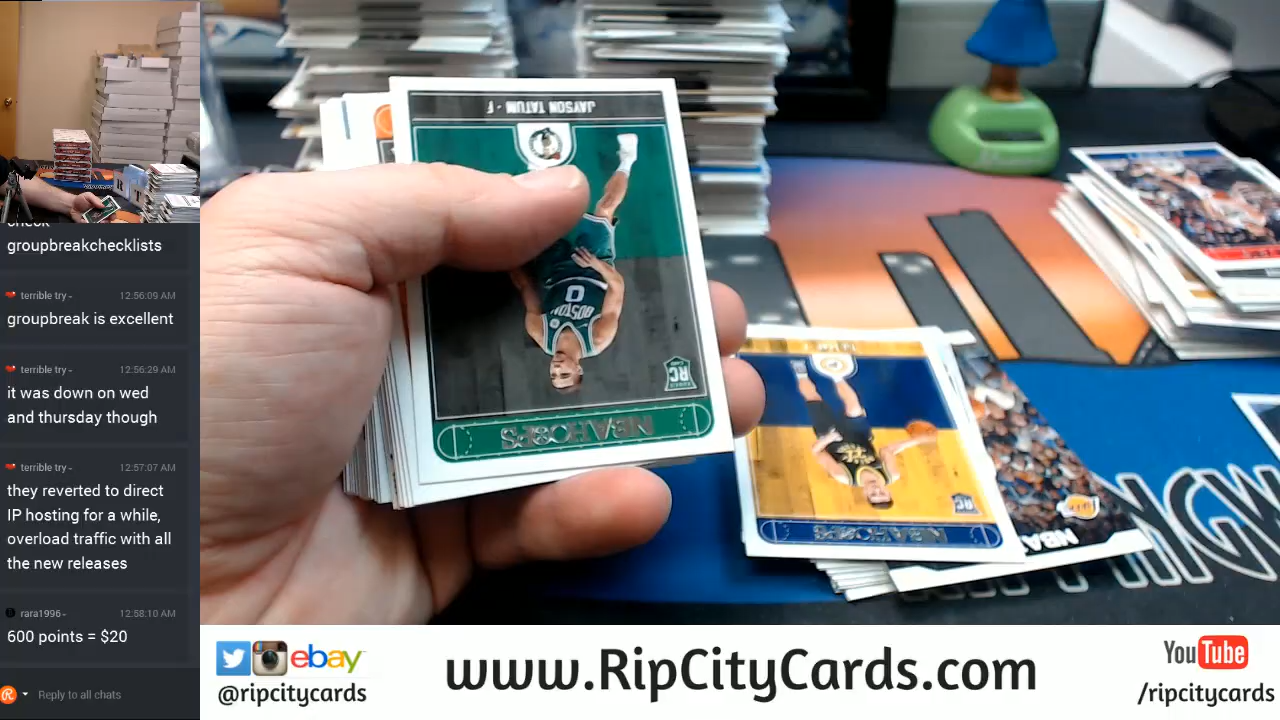 check
groupbreakchecklists
terrible try - 12:56:09 AM
groupbreak is excellent
terrible try - 12:56:29 AM
it was down on wed
and thursday though
terrible try - 12:57:07 AM
they reverted to direct
IP hosting for a while,
overload traffic with all
the new releases
rara1996 - 12:58:10 AM
600 points = $20
Reply to all chats
JAYSON TATUM - F
BOSTON
0
RC
NBA HOOPS
RC
NBA
ebay
@ripcitycards
www.RipCityCards.com
YouTube
/ripcitycards